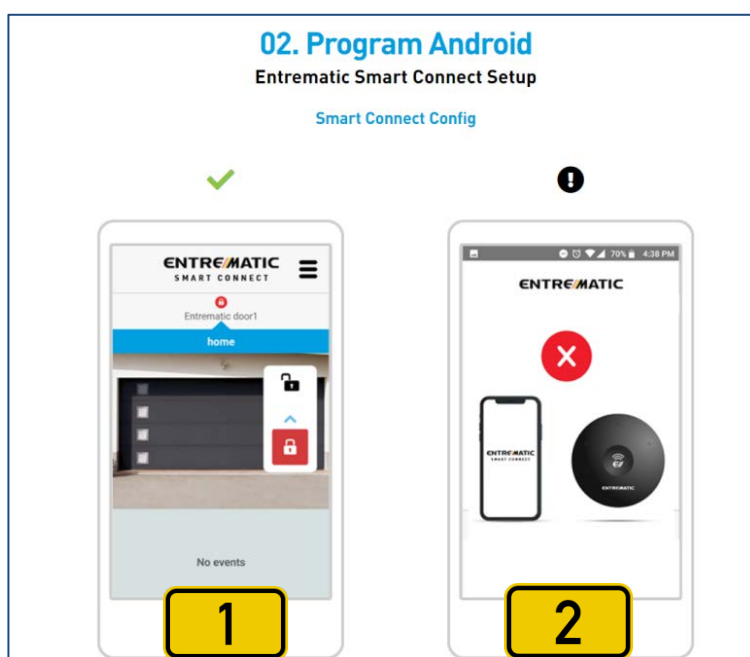 02. Program Android
Entrematic Smart Connect Setup
Smart Connect Config
ENTREMATIC
SMART CONNECT
Entrematic door1
home
No events
1
70% 4:38 PM
ENTREMATIC
ENTREMATIC
SMART CONNECT
ENTREMATIC
2